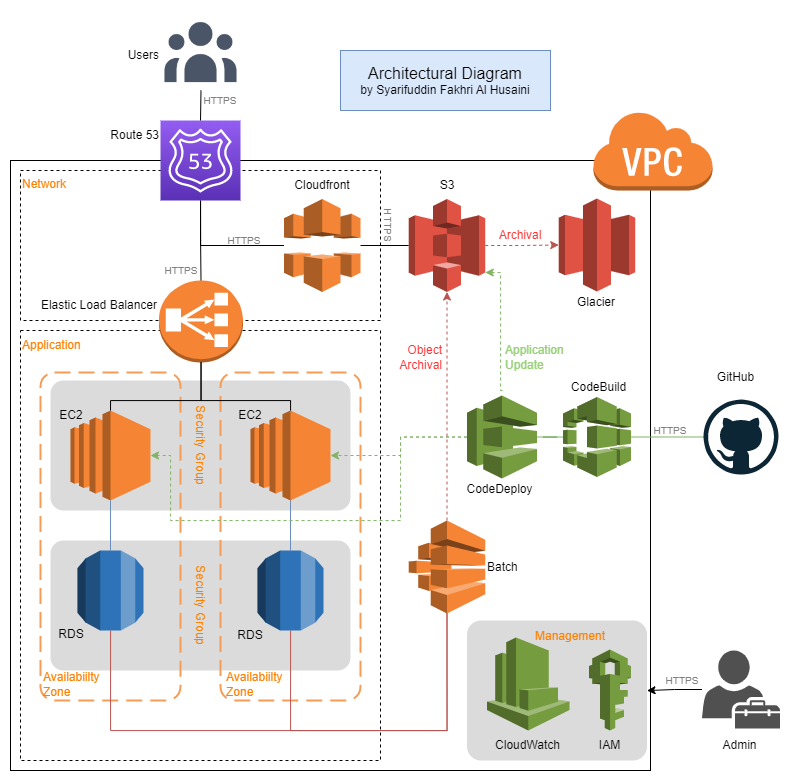 Users
Architectural Diagram
by Syarifuddin Fakhri Al Husaini
HTTPS
Route 53
53
VPC
Network
Cloudfront
S3
HTTPS
HTTPS
Archival
HTTPS
Glacier
Elastic Load Balancer
Application
Object
Archival
Application
Update
CodeBuild
GitHub
EC2
Security Group
EC2
HTTPS
CodeDeploy
Batch
Security Group
RDS
RDS
Management
Availability
Zone
Availability
Zone
HTTPS
CloudWatch
IAM
Admin